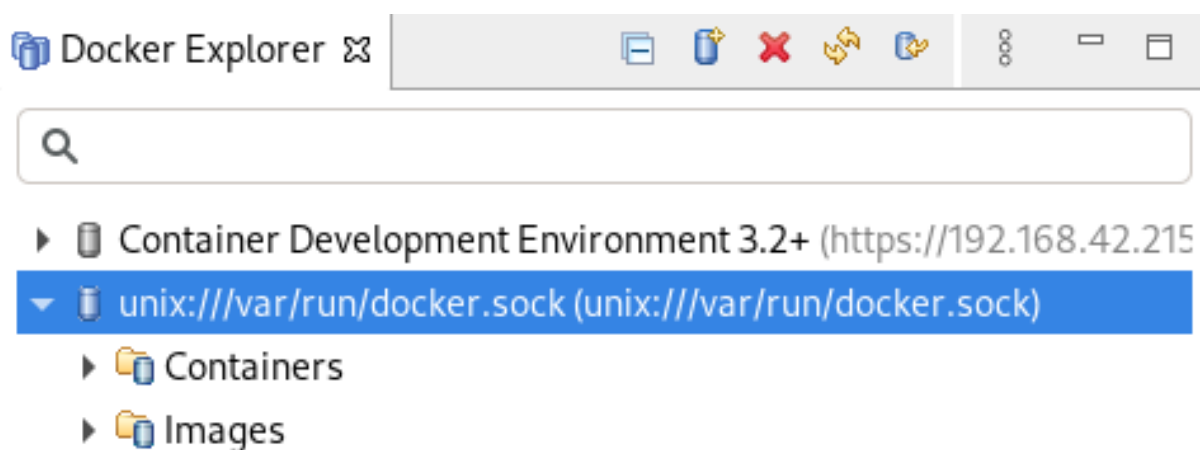 Docker Explorer
Container Development Environment 3.2+ (https://192.168.42.215
unix:///var/run/docker.sock (unix:///var/run/docker.sock)
Containers
Images